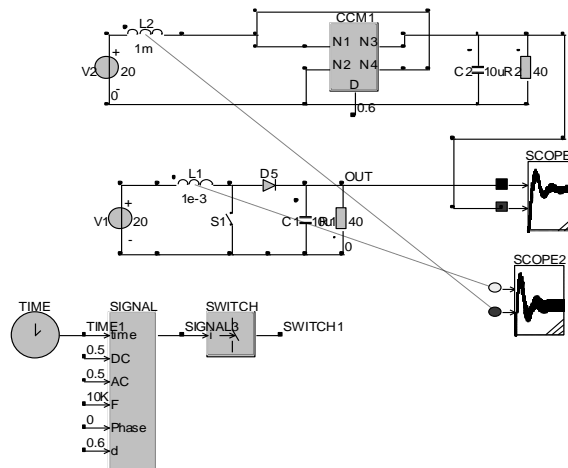 L2
CCM1
1m
N1 N3
N2 N4
D
V2 20
0
0.6
C2 10uR2 40
SCOPE
L1
D5
OUT
1e-3
V1 20
S1
C1 40
0
SCOPE2
TIME
SIGNAL
SWITCH
TIME1
time
SIGNAL3
i
SWITCH1
0.5
DC
0.5
AC
10K
F
0
Phase
0.6
d